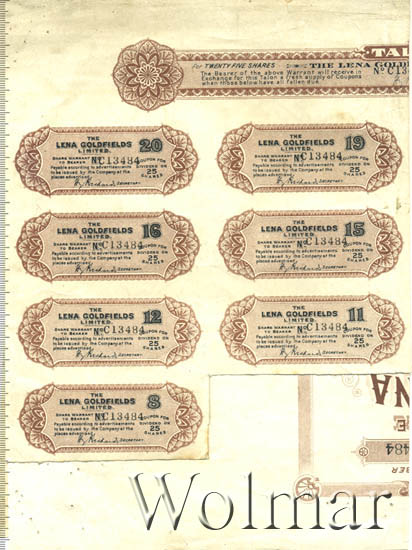 TAL
For TWENTY FIVE SHARES
THE LENA GOLD
The Bearer of the above Warrant will receive in
No C13
Exchange for this Talon a fresh supply of Coupons
when those below have all fallen due.
20
THE
LENA GOLDFIELDS
LIMITED.
SHARE WARRANT TO BEARER
No C13484
COUPON FOR DIVIDEND ON 25 SHARES
Payable according to advertisements
to be issued by the Company at the
places advertised.
SECRETARY.
19
THE
LENA GOLDFIELDS
LIMITED.
SHARE WARRANT TO BEARER
No C13484
COUPON FOR DIVIDEND ON 25 SHARES
Payable according to advertisements
to be issued by the Company at the
places advertised.
SECRETARY.
16
THE
LENA GOLDFIELDS
LIMITED.
SHARE WARRANT TO BEARER
No C13484
COUPON FOR DIVIDEND ON 25 SHARES
Payable according to advertisements
to be issued by the Company at the
places advertised.
SECRETARY.
15
THE
LENA GOLDFIELDS
LIMITED.
SHARE WARRANT TO BEARER
No C13484
COUPON FOR DIVIDEND ON 25 SHARES
Payable according to advertisements
to be issued by the Company at the
places advertised.
SECRETARY.
12
THE
LENA GOLDFIELDS
LIMITED.
SHARE WARRANT TO BEARER
No C13484
COUPON FOR DIVIDEND ON 25 SHARES
Payable according to advertisements
to be issued by the Company at the
places advertised.
SECRETARY.
11
THE
LENA GOLDFIELDS
LIMITED.
SHARE WARRANT TO BEARER
No C13484
COUPON FOR DIVIDEND ON 25 SHARES
Payable according to advertisements
to be issued by the Company at the
places advertised.
SECRETARY.
8
THE
LENA GOLDFIELDS
LIMITED.
SHARE WARRANT TO BEARER
No C13484
COUPON FOR DIVIDEND ON 25 SHARES
Payable according to advertisements
to be issued by the Company at the
places advertised.
SECRETARY.
NA
E
484
BER
Wolmar